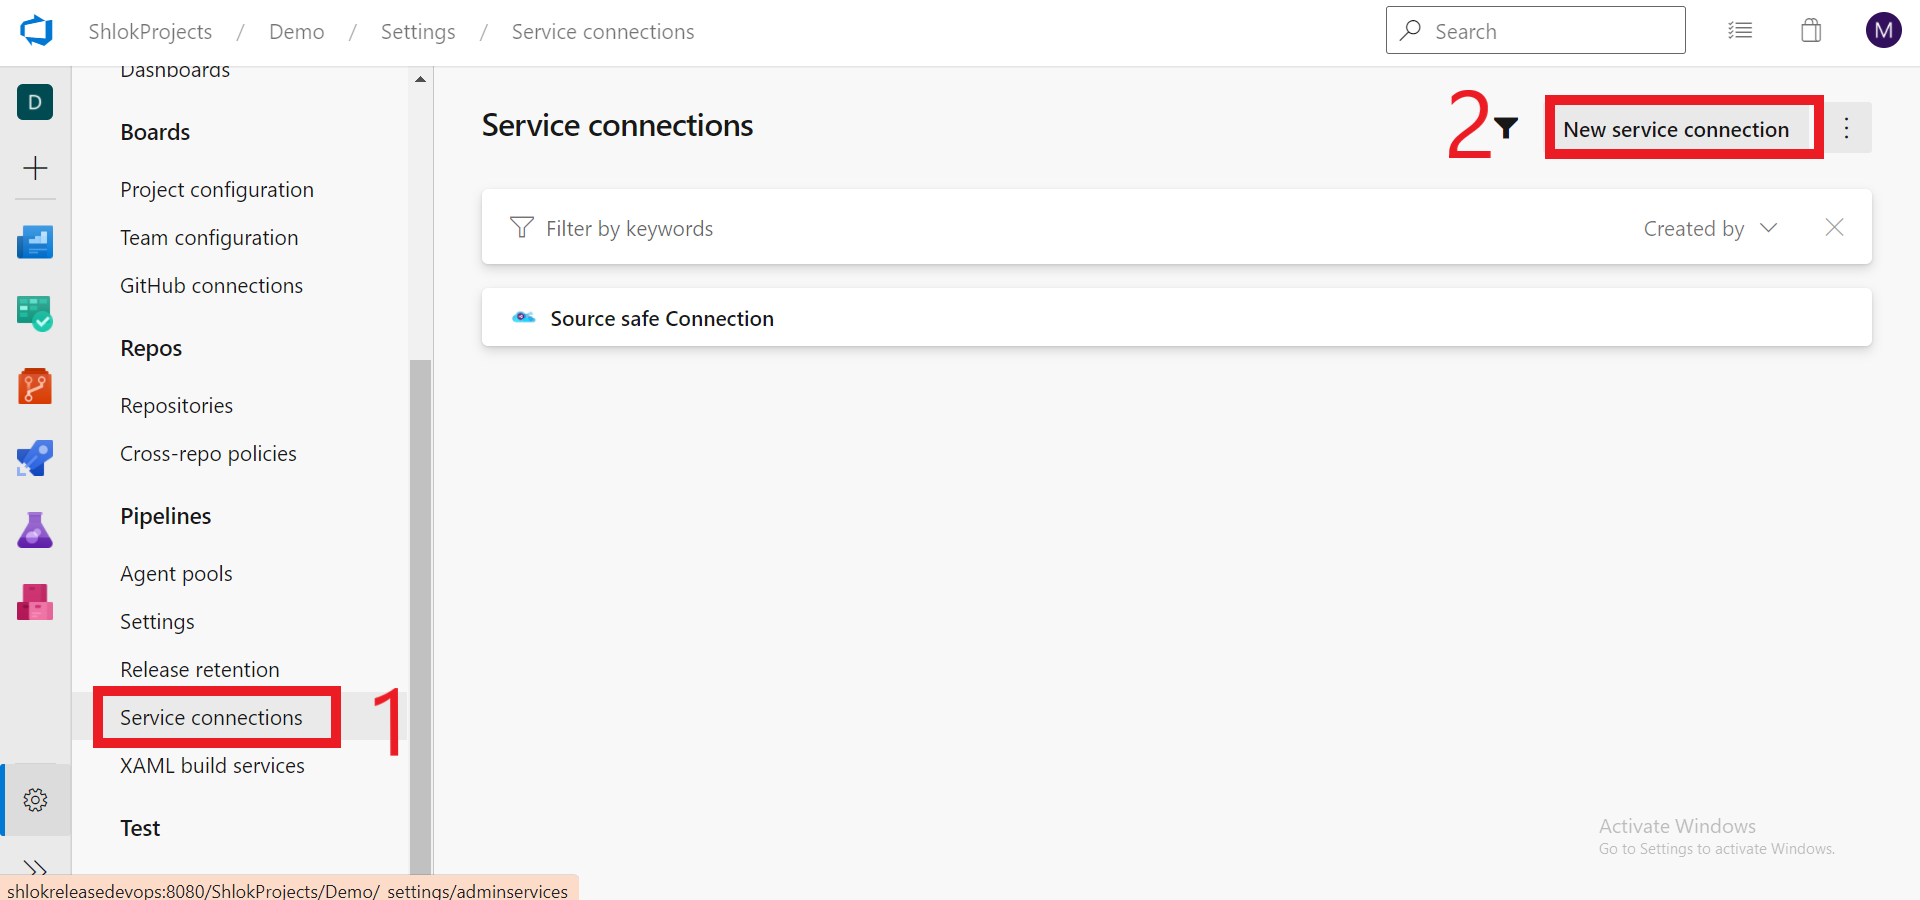 ShlokProjects / Demo / Settings / Service connections
Search
M
D
Dashboards
Boards
Project configuration
Team configuration
GitHub connections
Repos
Repositories
Cross-repo policies
Pipelines
Agent pools
Settings
Release retention
Service connections
1
XAML build services
Test
Service connections
2
New service connection
Filter by keywords
Created by
Source safe Connection
Activate Windows
Go to Settings to activate Windows.
shlokreleasedevops:8080/ShlokProjects/Demo/_settings/adminservices